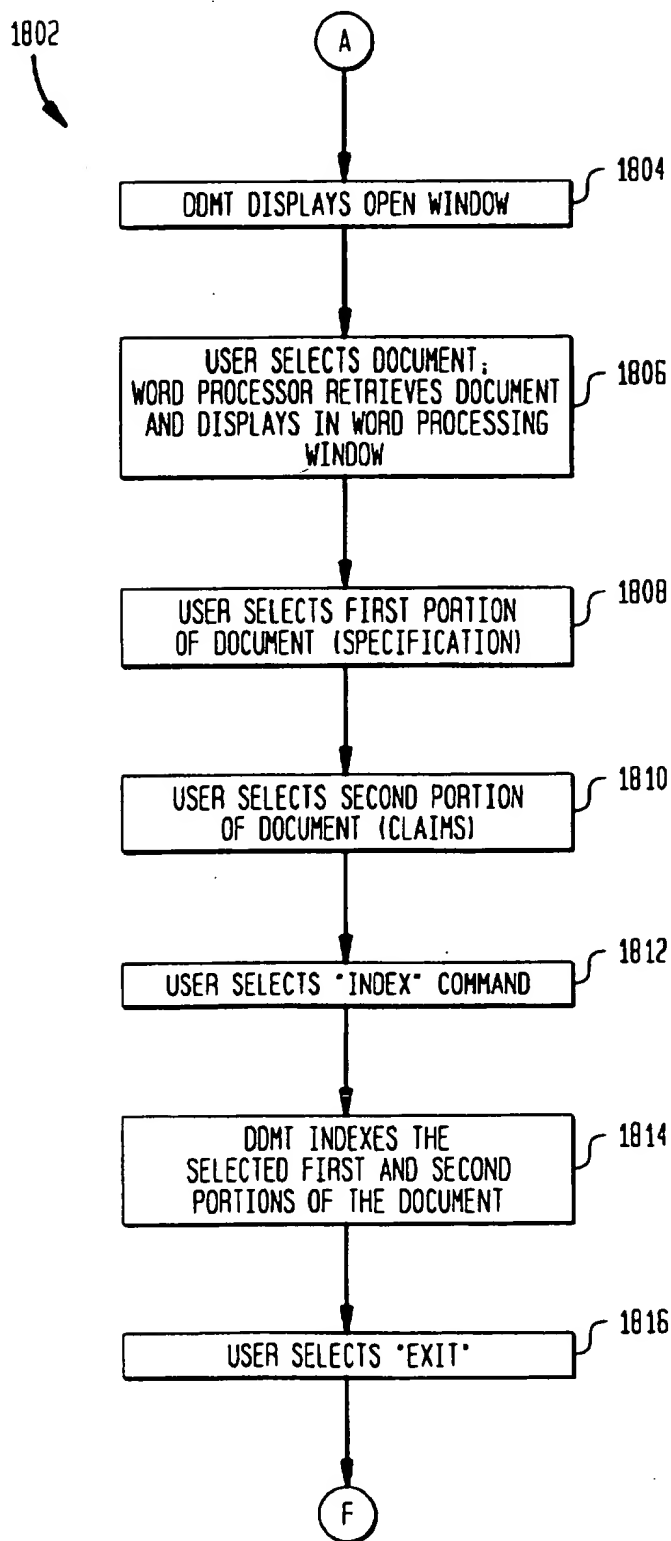 1802
A
1804
DDMT DISPLAYS OPEN WINDOW
1806
USER SELECTS DOCUMENT;
WORD PROCESSOR RETRIEVES DOCUMENT
AND DISPLAYS IN WORD PROCESSING
WINDOW
1808
USER SELECTS FIRST PORTION
OF DOCUMENT (SPECIFICATION)
1810
USER SELECTS SECOND PORTION
OF DOCUMENT (CLAIMS)
1812
USER SELECTS "INDEX" COMMAND
1814
DDMT INDEXES THE
SELECTED FIRST AND SECOND
PORTIONS OF THE DOCUMENT
1816
USER SELECTS "EXIT"
F